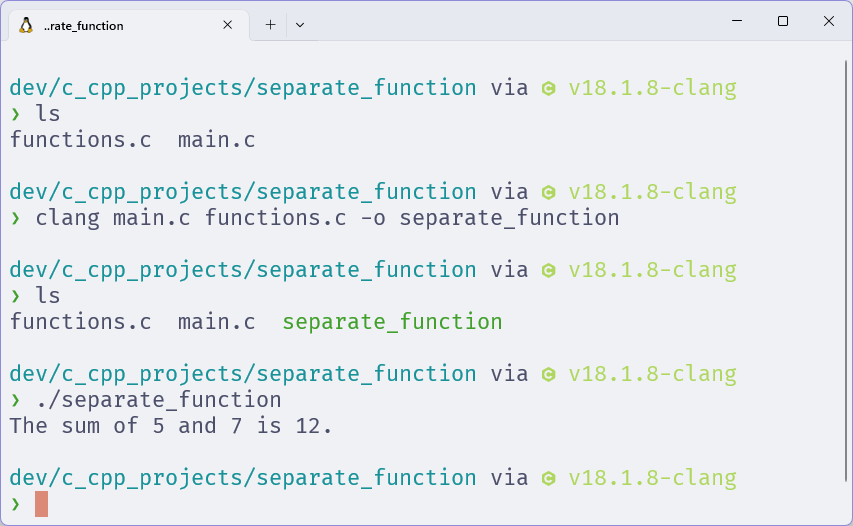 ..rate_function
dev/c_cpp_projects/separate_function via C v18.1.8-clang
❯ ls
functions.c  main.c
dev/c_cpp_projects/separate_function via C v18.1.8-clang
❯ clang main.c functions.c -o separate_function
dev/c_cpp_projects/separate_function via C v18.1.8-clang
❯ ls
functions.c  main.c  separate_function
dev/c_cpp_projects/separate_function via C v18.1.8-clang
❯ ./separate_function
The sum of 5 and 7 is 12.
dev/c_cpp_projects/separate_function via C v18.1.8-clang
❯